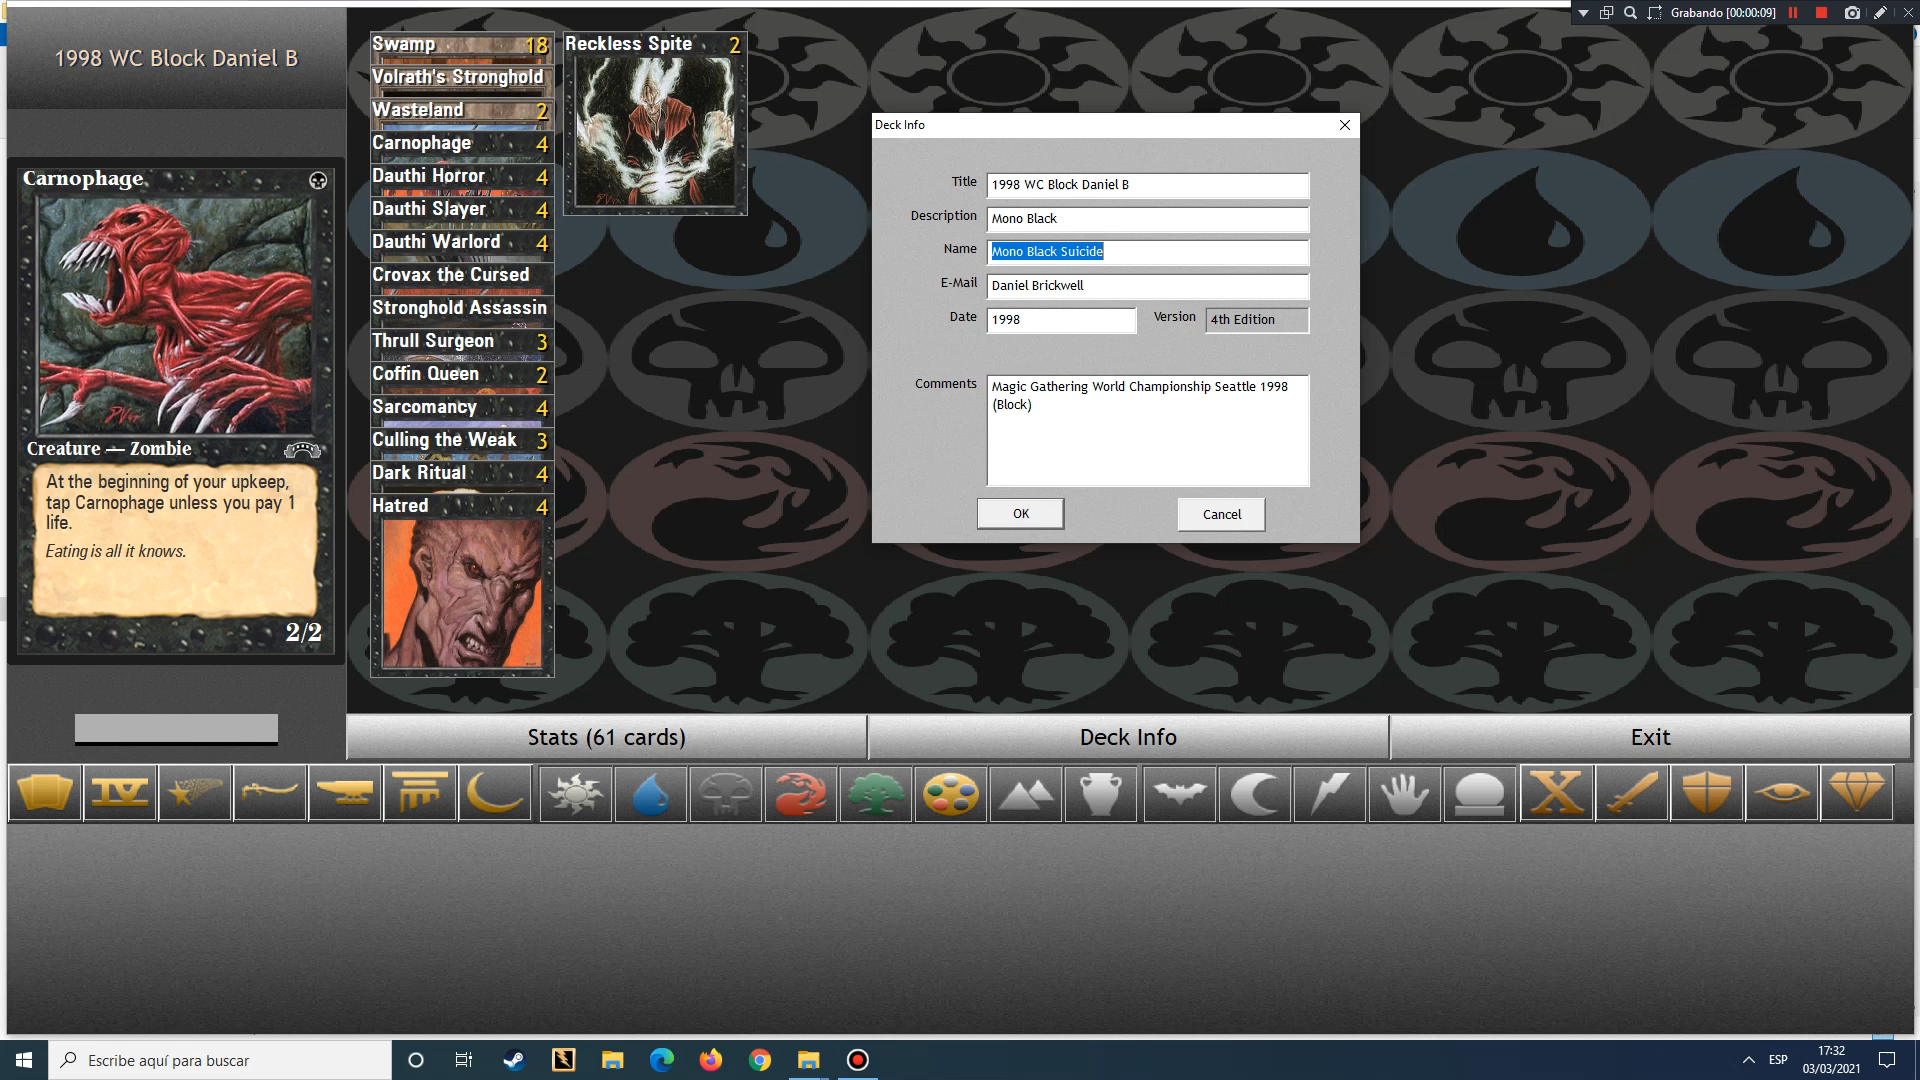 Grabando [00:00:09]
1998 WC Block Daniel B
Carnophage
Creature — Zombie
At the beginning of your upkeep,
tap Carnophage unless you pay 1
life.
Eating is all it knows.
2/2
Swamp 18
Volrath's Stronghold
Wasteland 2
Carnophage 4
Dauthi Horror 4
Dauthi Slayer 4
Dauthi Warlord 4
Crovax the Cursed
Stronghold Assassin
Thrull Surgeon 3
Coffin Queen 2
Sarcomancy 4
Culling the Weak 3
Dark Ritual 4
Hatred 4
Reckless Spite 2
Deck Info
Title 1998 WC Block Daniel B
Description Mono Black
Name Mono Black Suicide
E-Mail Daniel Brickwell
Date 1998 Version 4th Edition
Comments Magic Gathering World Championship Seattle 1998
(Block)
OK Cancel
Stats (61 cards) Deck Info Exit
IV
X
Escribe aquí para buscar
ESP
17:32
03/03/2021